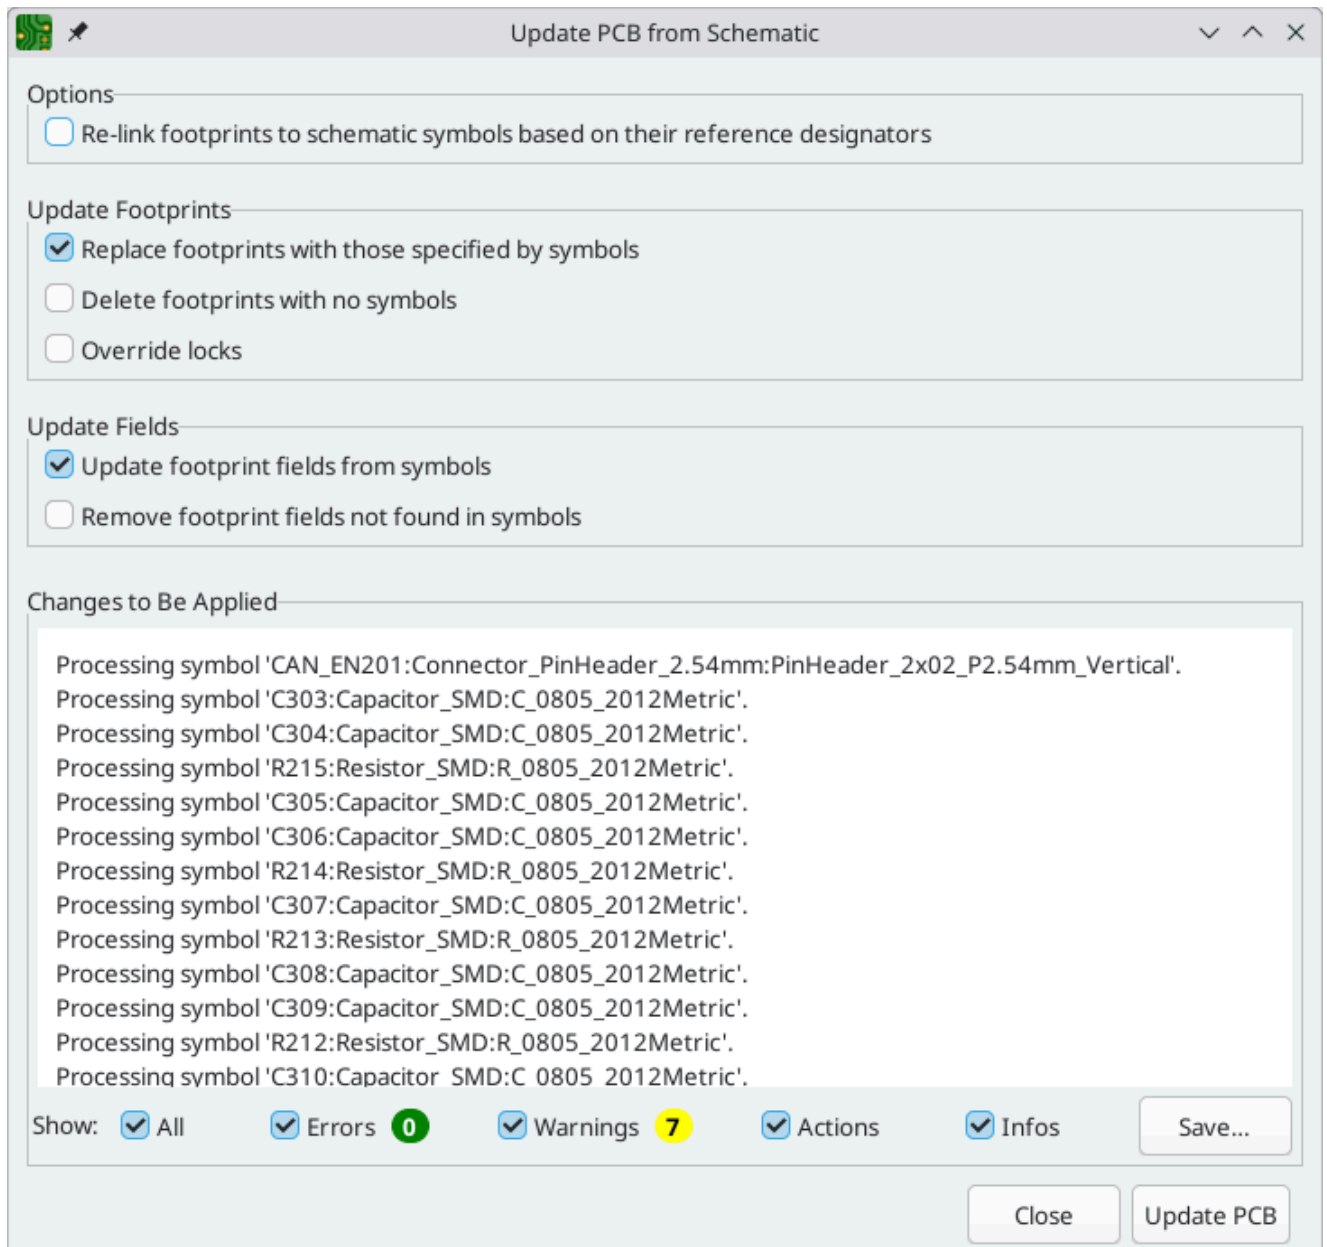 Update PCB from Schematic
Options
Re-link footprints to schematic symbols based on their reference designators
Update Footprints
Replace footprints with those specified by symbols
Delete footprints with no symbols
Override locks
Update Fields
Update footprint fields from symbols
Remove footprint fields not found in symbols
Changes to Be Applied
Processing symbol 'CAN_EN201:Connector_PinHeader_2.54mm:PinHeader_2x02_P2.54mm_Vertical'.
Processing symbol 'C303:Capacitor_SMD:C_0805_2012Metric'.
Processing symbol 'C304:Capacitor_SMD:C_0805_2012Metric'.
Processing symbol 'R215:Resistor_SMD:R_0805_2012Metric'.
Processing symbol 'C305:Capacitor_SMD:C_0805_2012Metric'.
Processing symbol 'C306:Capacitor_SMD:C_0805_2012Metric'.
Processing symbol 'R214:Resistor_SMD:R_0805_2012Metric'.
Processing symbol 'C307:Capacitor_SMD:C_0805_2012Metric'.
Processing symbol 'R213:Resistor_SMD:R_0805_2012Metric'.
Processing symbol 'C308:Capacitor_SMD:C_0805_2012Metric'.
Processing symbol 'C309:Capacitor_SMD:C_0805_2012Metric'.
Processing symbol 'R212:Resistor_SMD:R_0805_2012Metric'.
Processing symbol 'C310:Capacitor_SMD:C_0805_2012Metric'.
Show: All Errors 0 Warnings 7 Actions Infos Save...
Close Update PCB